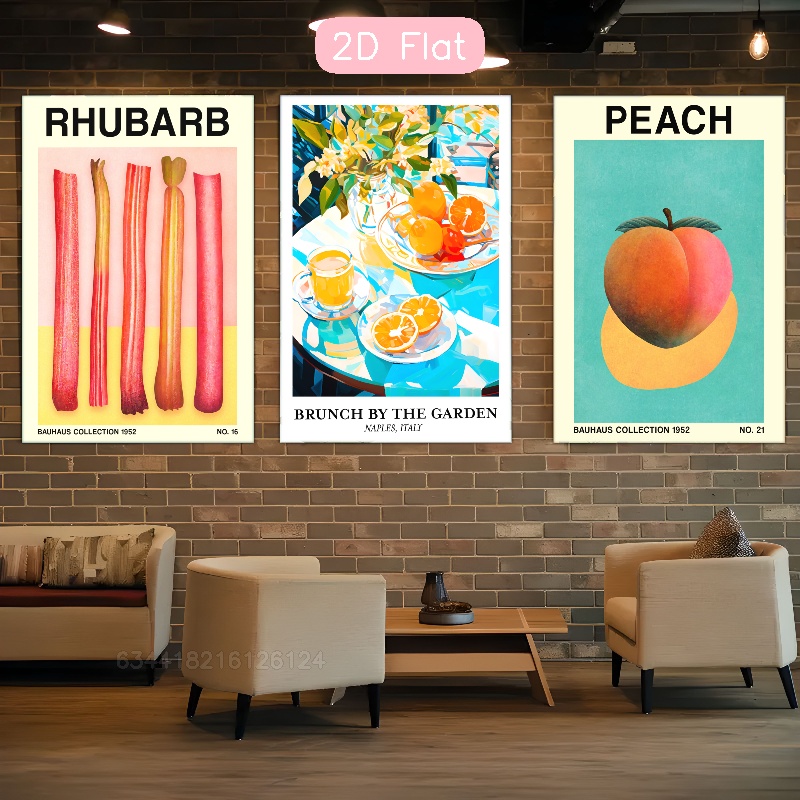 2D Flat
RHUBARB
BAUHAUS COLLECTION 1952 NO. 16
BRUNCH BY THE GARDEN
NAPLES, ITALY
PEACH
BAUHAUS COLLECTION 1952 NO. 21
634418216126124